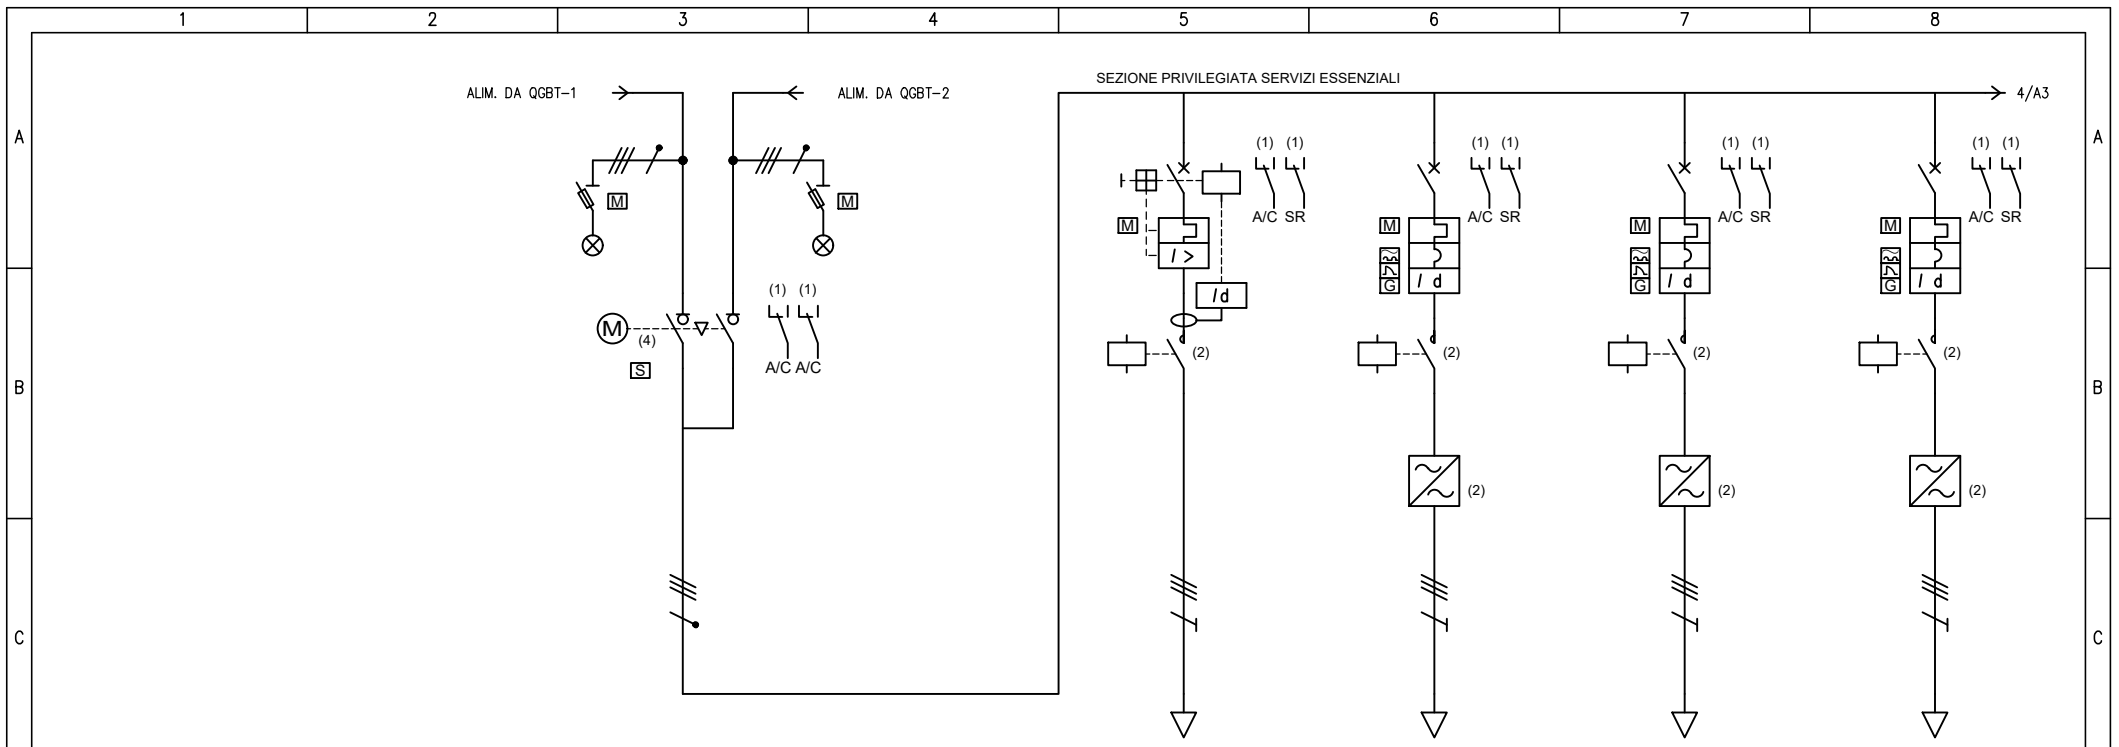 1 2 3 4 5 6 7 8
SEZIONE PRIVILEGIATA SERVIZI ESSENZIALI
ALIM. DA QGBT-1 ALIM. DA QGBT-2 4/A3
A A
(1) (1) (1) (1) (1) (1) (1) (1)
M M
A/C SR A/C SR A/C SR A/C SR
M M M M
I > I d I d I d
G G G
I d
(1) (1)
M (4)
(2) (2) (2) (2)
S A/C A/C
B B
(2) (2) (2)
C C